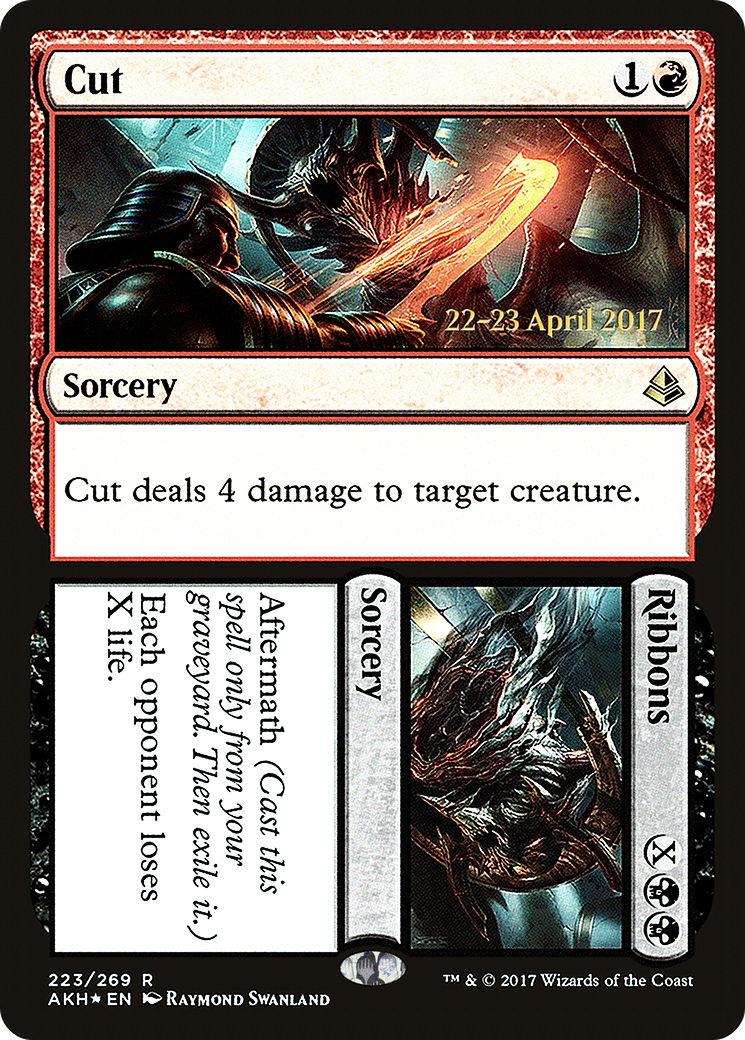 Cut 1
22–23 April 2017
Sorcery
Cut deals 4 damage to target creature.
Ribbons X
Sorcery
Aftermath (Cast this
spell only from your
graveyard. Then exile it.)
Each opponent loses
X life.
223/269 R
AKH★EN Raymond Swanland
™ & © 2017 Wizards of the Coast